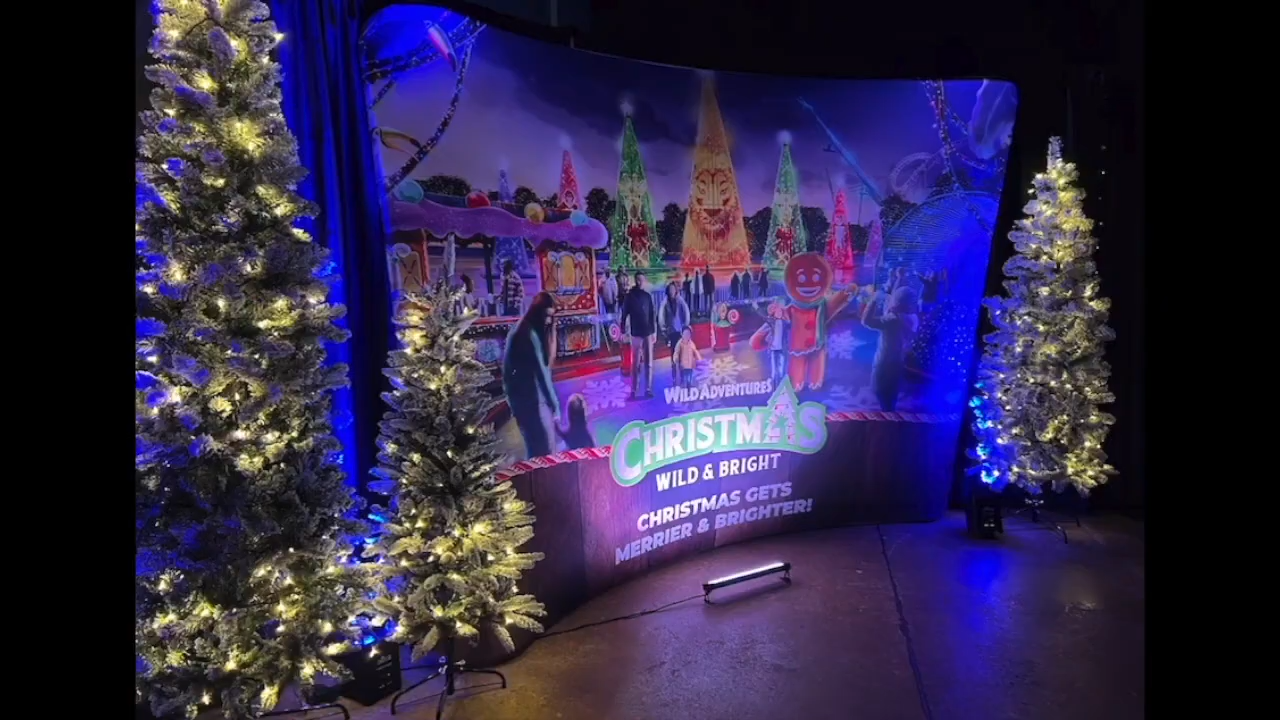 WILD ADVENTURES
CHRISTMAS
WILD & BRIGHT
CHRISTMAS GETS
MERRIER & BRIGHTER!